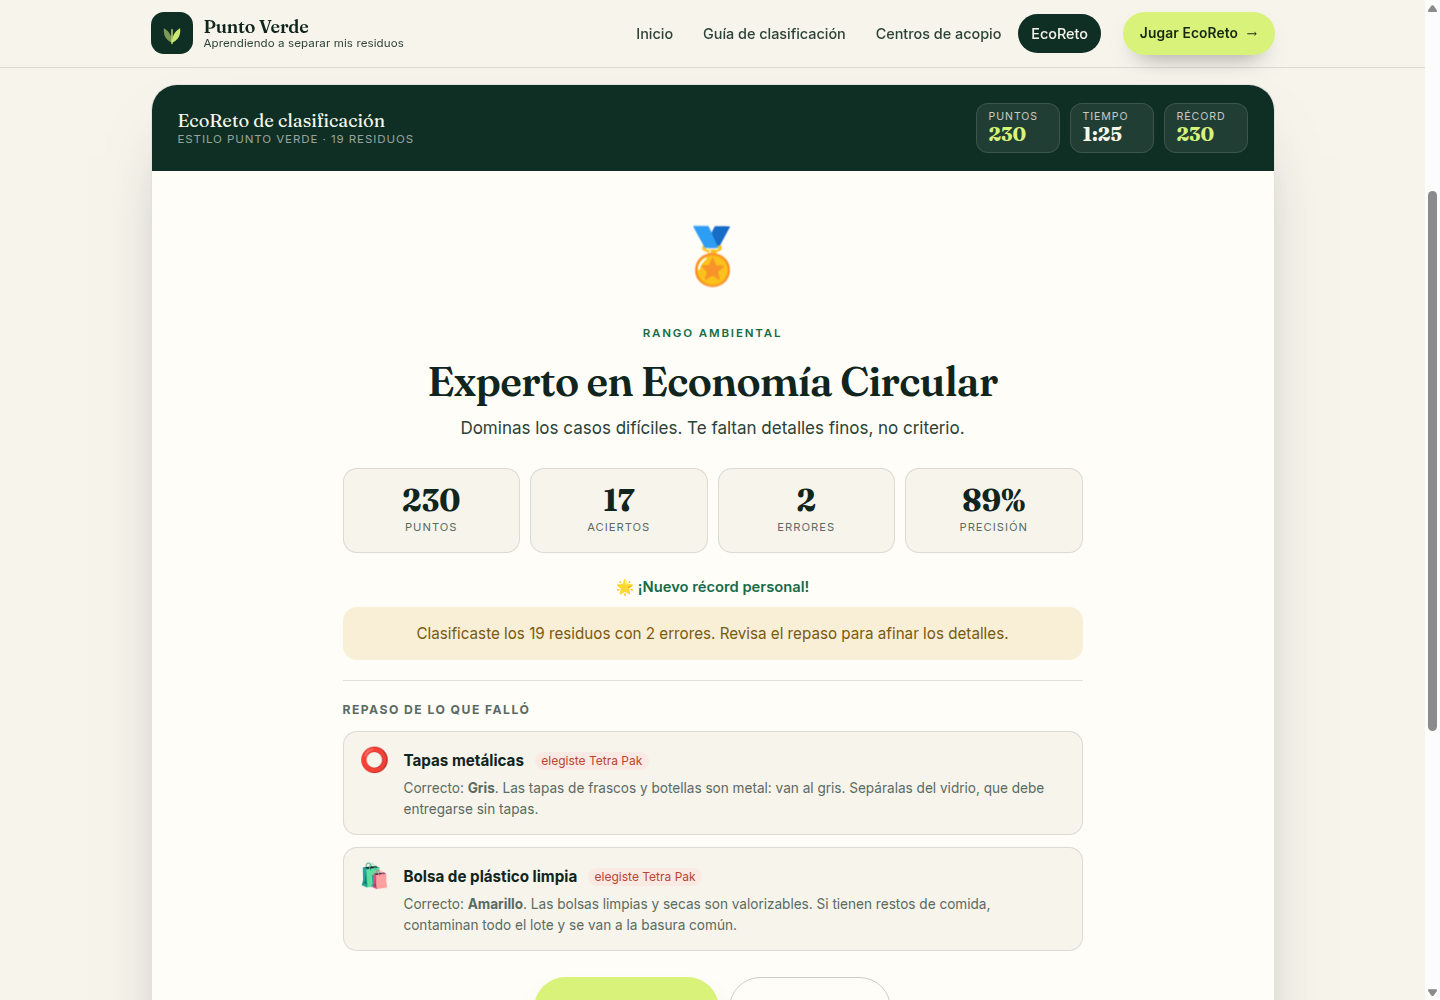 Punto Verde
Aprendiendo a separar mis residuos
Inicio
Guía de clasificación
Centros de acopio
EcoReto
Jugar EcoReto →
EcoReto de clasificación
ESTILO PUNTO VERDE · 19 RESIDUOS
PUNTOS
230
TIEMPO
1:25
RÉCORD
230
RANGO AMBIENTAL
Experto en Economía Circular
Dominas los casos difíciles. Te faltan detalles finos, no criterio.
230
PUNTOS
17
ACIERTOS
2
ERRORES
89%
PRECISIÓN
🌟 ¡Nuevo récord personal!
Clasificaste los 19 residuos con 2 errores. Revisa el repaso para afinar los detalles.
REPASO DE LO QUE FALLÓ
Tapas metálicas elegiste Tetra Pak
Correcto: Gris. Las tapas de frascos y botellas son metal: van al gris. Sepáralas del vidrio, que debe
entregarse sin tapas.
Bolsa de plástico limpia elegiste Tetra Pak
Correcto: Amarillo. Las bolsas limpias y secas son valorizables. Si tienen restos de comida,
contaminan todo el lote y se van a la basura común.